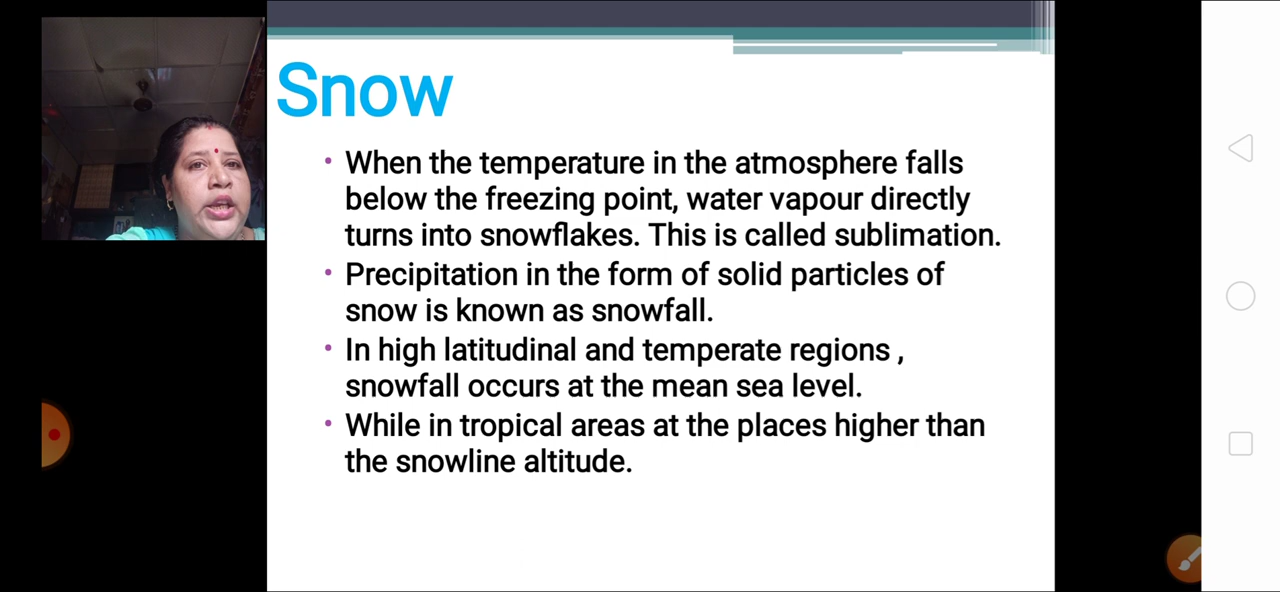 Snow
• When the temperature in the atmosphere falls
below the freezing point, water vapour directly
turns into snowflakes. This is called sublimation.
• Precipitation in the form of solid particles of
snow is known as snowfall.
• In high latitudinal and temperate regions ,
snowfall occurs at the mean sea level.
• While in tropical areas at the places higher than
the snowline altitude.